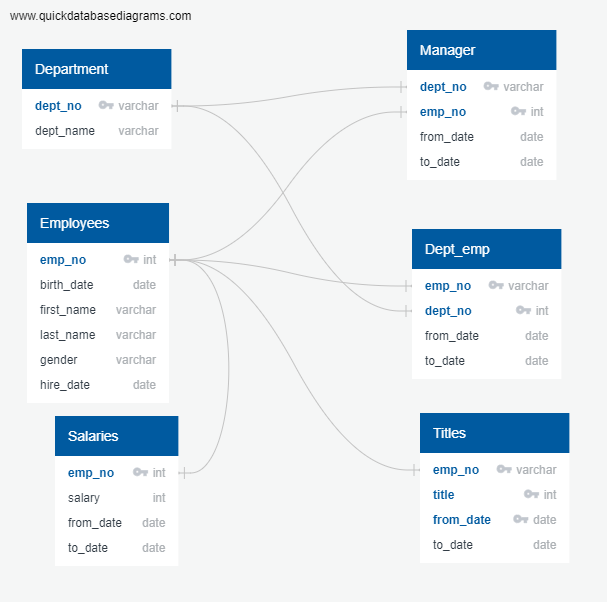 www.quickdatabasediagrams.com
Department
dept_no varchar
dept_name varchar
Manager
dept_no varchar
emp_no int
from_date date
to_date date
Employees
emp_no int
birth_date date
first_name varchar
last_name varchar
gender varchar
hire_date date
Dept_emp
emp_no varchar
dept_no int
from_date date
to_date date
Salaries
emp_no int
salary int
from_date date
to_date date
Titles
emp_no varchar
title int
from_date date
to_date date